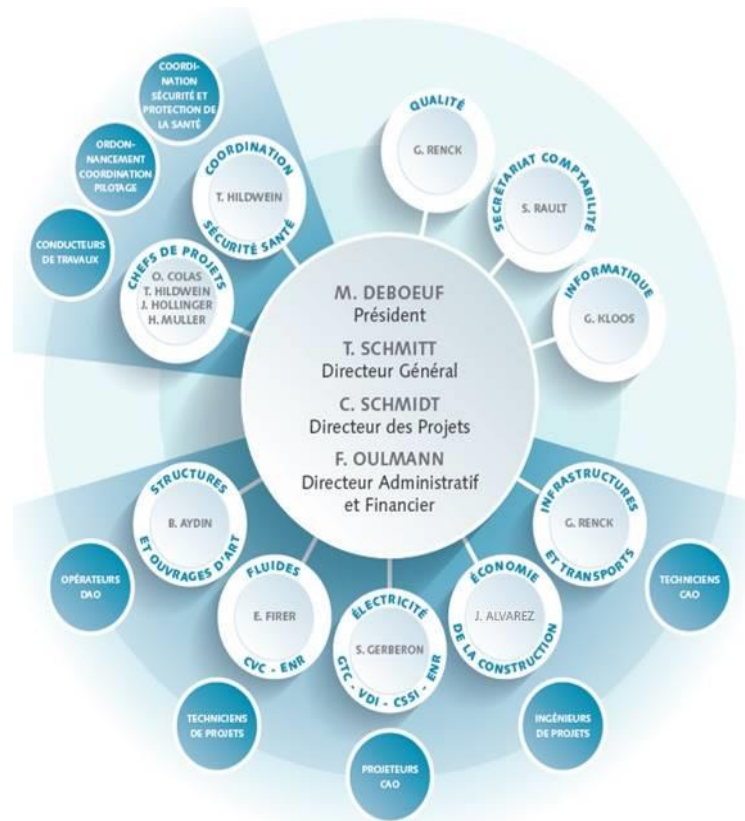 COORDI-
NATION
SÉCURITÉ ET
PROTECTION DE
LA SANTÉ
ORDON-
NANCEMENT
COORDINATION
PILOTAGE
CONDUCTEURS
DE TRAVAUX
COORDINATION
T. HILDWEIN
SÉCURITÉ SANTÉ
CHEFS DE PROJETS
O. COLAS
T. HILDWEIN
J. HOLLINGER
H. MULLER
QUALITÉ
G. RENCK
SECRÉTARIAT COMPTABILITÉ
S. RAULT
INFORMATIQUE
G. KLOOS
M. DEBOEUF
Président
T. SCHMITT
Directeur Général
C. SCHMIDT
Directeur des Projets
F. OULMANN
Directeur Administratif
et Financier
STRUCTURES
B. AYDIN
ET OUVRAGES D'ART
FLUIDES
E. FIRER
CVC - ENR
ÉLECTRICITÉ
S. GERBERON
GTC - VDI - CSSI - ENR
ÉCONOMIE
J. ALVAREZ
DE LA CONSTRUCTION
INFRASTRUCTURES
G. RENCK
ET TRANSPORTS
OPÉRATEURS
DAO
TECHNICIENS
DE PROJETS
PROJETEURS
CAO
INGÉNIEURS
DE PROJETS
TECHNICIENS
CAO